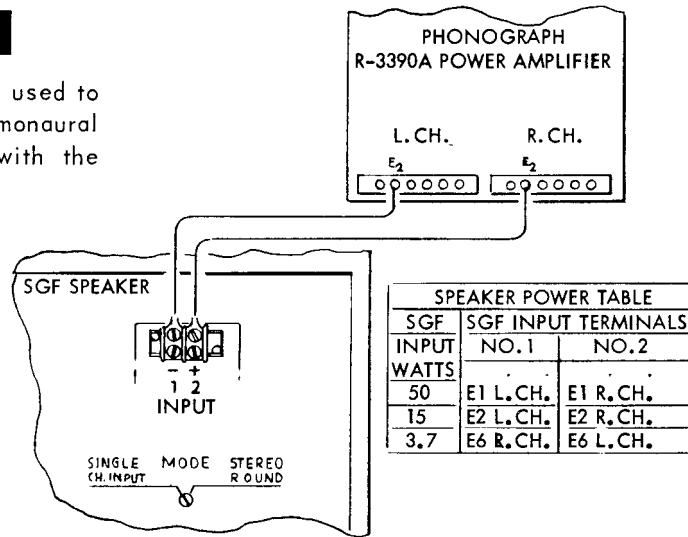 used to
monaural
with the
PHONOGRAPH
R-3390A POWER AMPLIFIER
L. CH.
R. CH.
E2
E2
SGF SPEAKER
- +
1 2
INPUT
SINGLE CH. INPUT
MODE
STEREO ROUND
SPEAKER POWER TABLE
SGF INPUT WATTS
SGF INPUT TERMINALS
NO.1 NO.2
50 E1 L.CH. E1 R.CH.
15 E2 L.CH. E2 R.CH.
3.7 E6 R.CH. E6 L.CH.